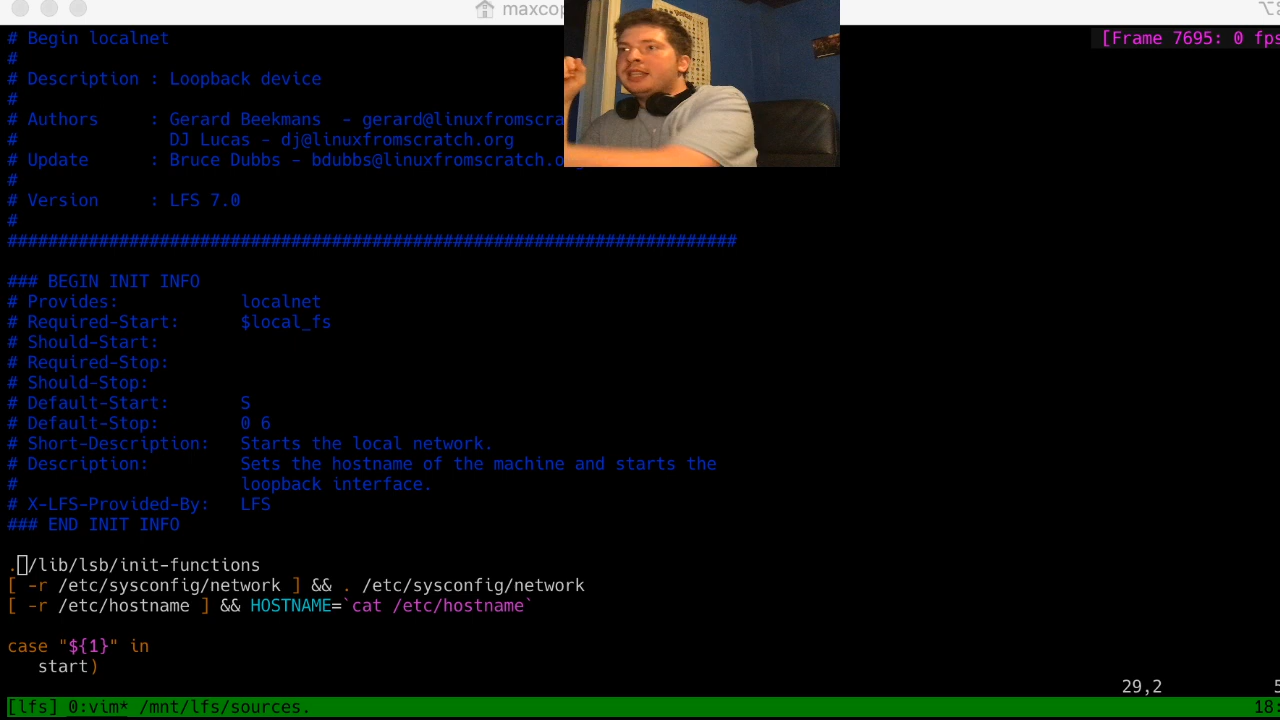 maxcop
# Begin localnet
[Frame 7695: 0 fps
#
# Description : Loopback device
#
# Authors : Gerard Beekmans - gerard@linuxfromscra
# DJ Lucas - dj@linuxfromscratch.org
# Update : Bruce Dubbs - bdubbs@linuxfromscratch.o
#
# Version : LFS 7.0
#
########################################################################
### BEGIN INIT INFO
# Provides: localnet
# Required-Start: $local_fs
# Should-Start:
# Required-Stop:
# Should-Stop:
# Default-Start: S
# Default-Stop: 0 6
# Short-Description: Starts the local network.
# Description: Sets the hostname of the machine and starts the
# loopback interface.
# X-LFS-Provided-By: LFS
### END INIT INFO
. /lib/lsb/init-functions
[ -r /etc/sysconfig/network ] && . /etc/sysconfig/network
[ -r /etc/hostname ] && HOSTNAME=`cat /etc/hostname`
case "${1}" in
start)
29,2 5
[lfs] 0:vim* /mnt/lfs/sources. 18: